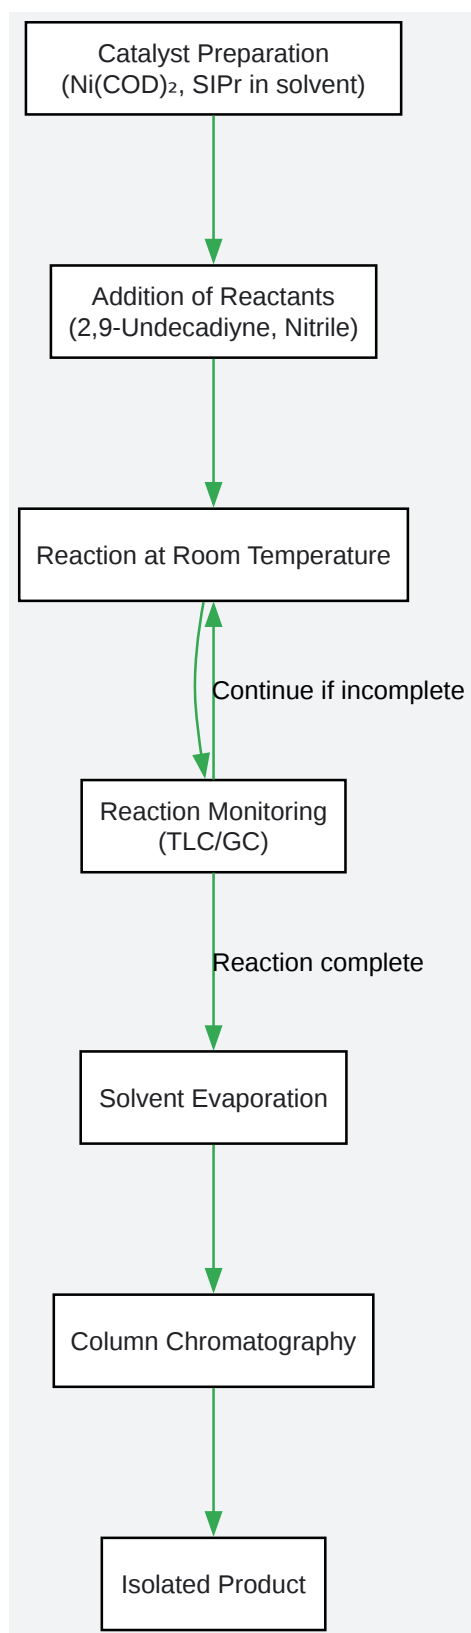 Catalyst Preparation
(Ni(COD)₂, SIPr in solvent)
Addition of Reactants
(2,9-Undecadiyne, Nitrile)
Reaction at Room Temperature
Continue if incomplete
Reaction Monitoring
(TLC/GC)
Reaction complete
Solvent Evaporation
Column Chromatography
Isolated Product